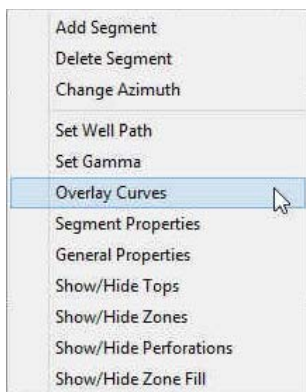 Add Segment
Delete Segment
Change Azimuth
Set Well Path
Set Gamma
Overlay Curves
Segment Properties
General Properties
Show/Hide Tops
Show/Hide Zones
Show/Hide Perforations
Show/Hide Zone Fill